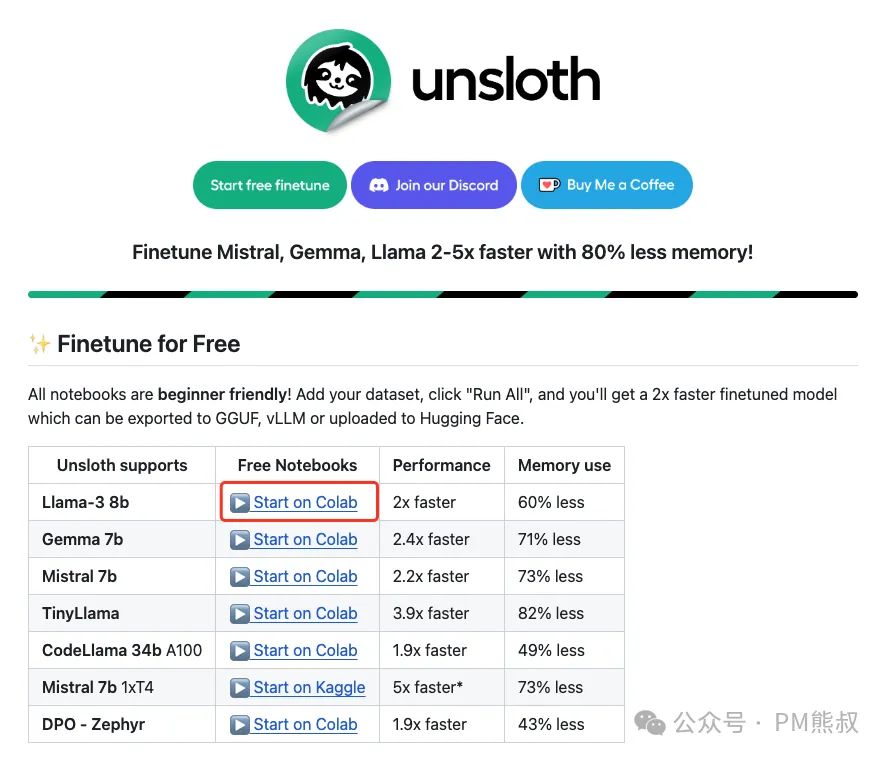 unsloth
Start free finetune
Join our Discord
Buy Me a Coffee
Finetune Mistral, Gemma, Llama 2-5x faster with 80% less memory!
✨ Finetune for Free
All notebooks are beginner friendly! Add your dataset, click "Run All", and you'll get a 2x faster finetuned model
which can be exported to GGUF, vLLM or uploaded to Hugging Face.
Unsloth supports Free Notebooks Performance Memory use
Llama-3 8b ▶️ Start on Colab 2x faster 60% less
Gemma 7b ▶️ Start on Colab 2.4x faster 71% less
Mistral 7b ▶️ Start on Colab 2.2x faster 73% less
TinyLlama ▶️ Start on Colab 3.9x faster 82% less
CodeLlama 34b A100 ▶️ Start on Colab 1.9x faster 49% less
Mistral 7b 1xT4 ▶️ Start on Kaggle 5x faster* 73% less
DPO - Zephyr ▶️ Start on Colab 1.9x faster 43% less
公众号 · PM熊叔